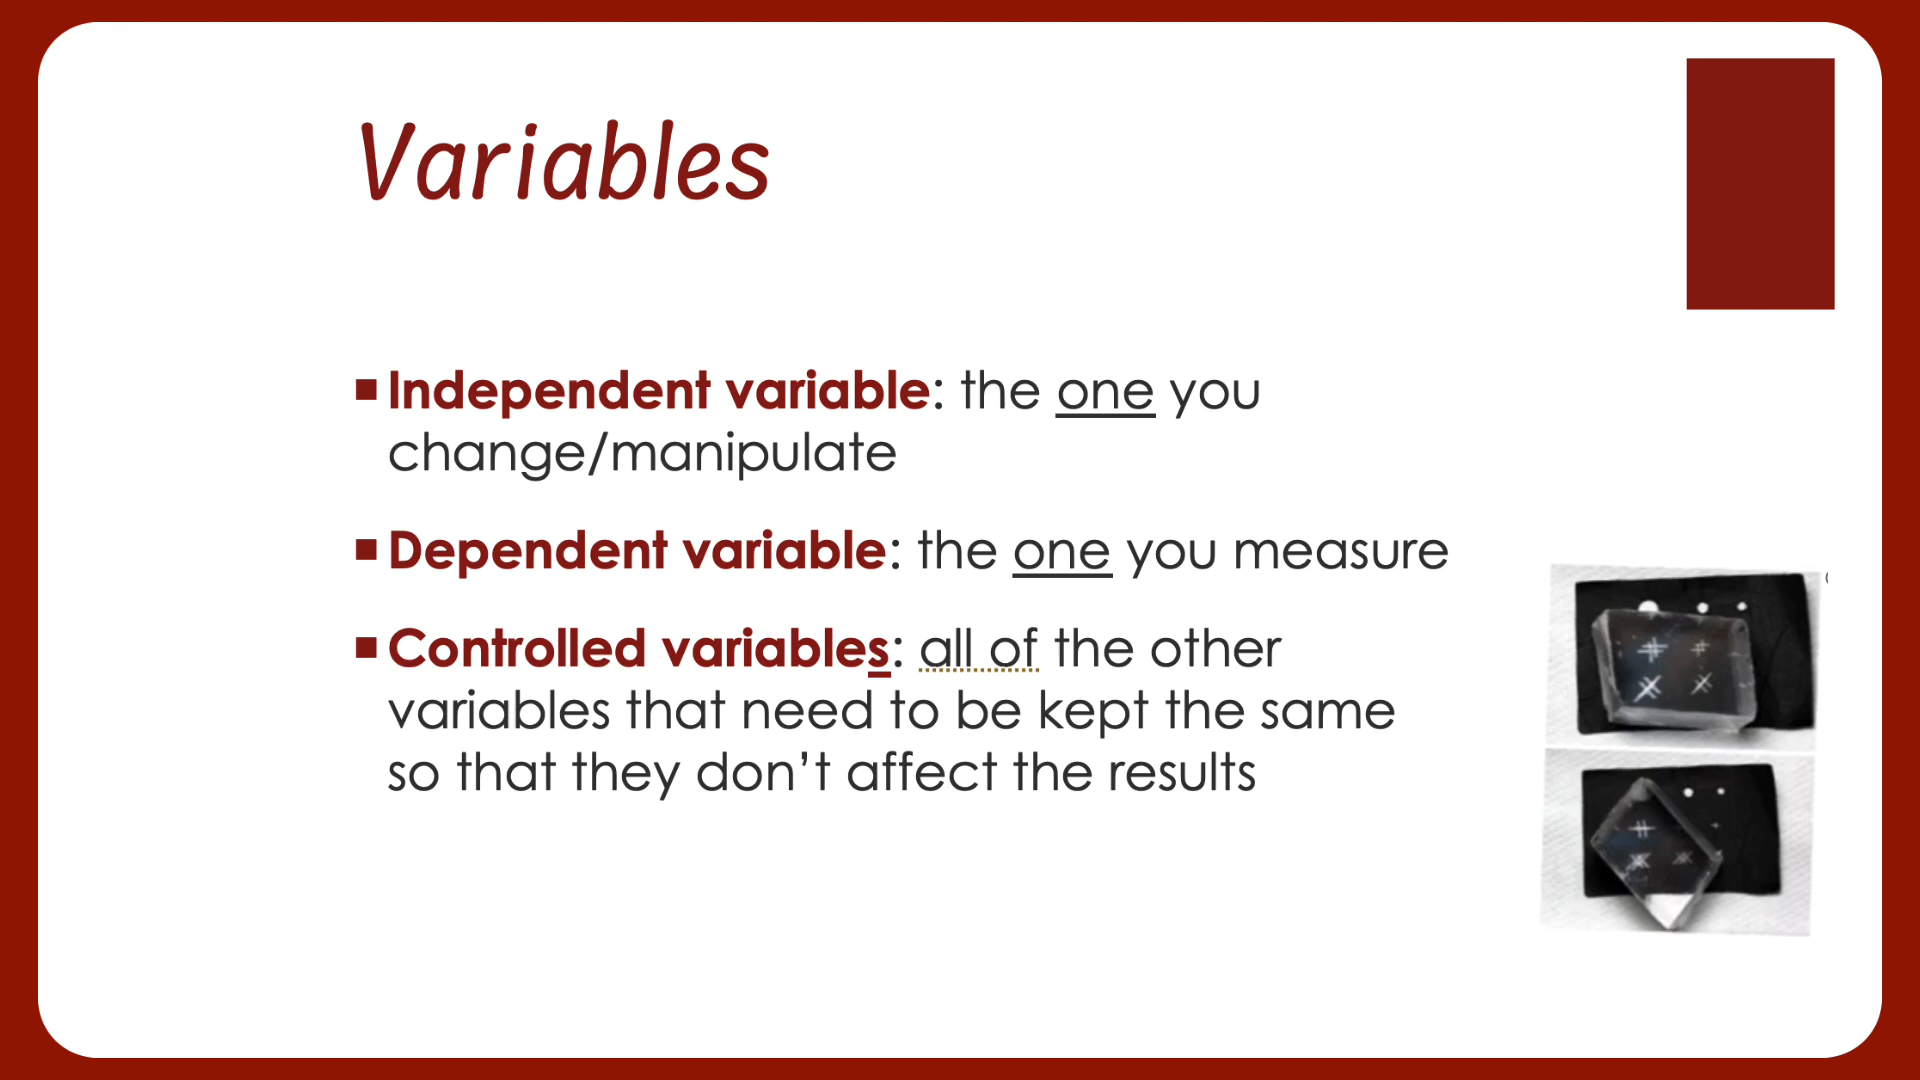 Variables
Independent variable: the one you
change/manipulate
Dependent variable: the one you measure
Controlled variables: all of the other
variables that need to be kept the same
so that they don’t affect the results